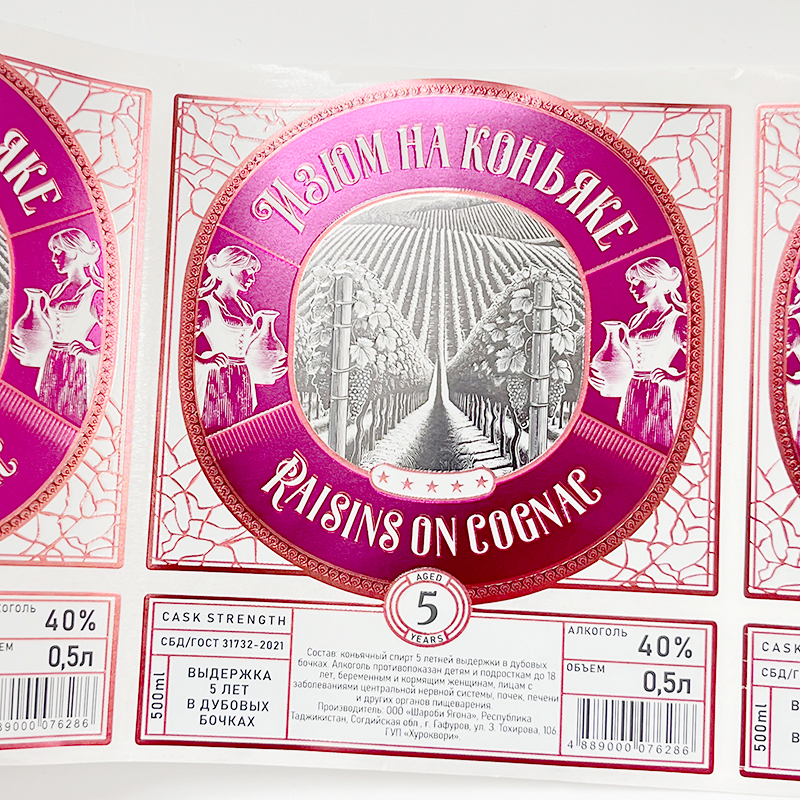 ЯКЕ
ИЗЮМ НА КОНЬЯКЕ
RAISINS ON COGNAC
AGED
5
YEARS
40%
0,5л
CASK STRENGTH
СБД/ГОСТ 31732-2021
500ml
ВЫДЕРЖКА
5 ЛЕТ
В ДУБОВЫХ
БОЧКАХ
Состав: коньячный спирт 5 летней выдержки в дубовых
бочках. Алкоголь противопоказан детям и подросткам до 18
лет, беременным и кормящим женщинам, лицам с
заболеваниями центральной нервной системы, почек, печени
и других органов пищеварения.
Производитель: ООО «Шароби Ягона», Республика
Таджикистан, Согдийская обл., г. Гафуров, ул. З. Тохирова, 106
ГУП «Хуроквори»
АЛКОГОЛЬ
40%
ОБЪЕМ
0,5л
4 889000 076286
889000 076286
CASK
СБД/Г
500ml